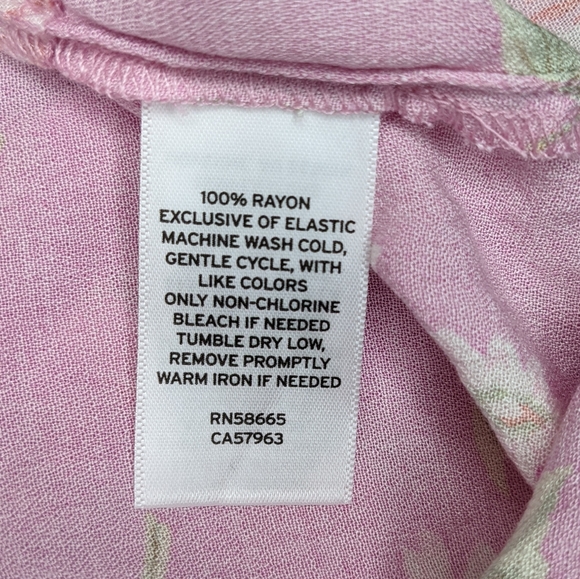 100% RAYON
EXCLUSIVE OF ELASTIC
MACHINE WASH COLD,
GENTLE CYCLE, WITH
LIKE COLORS
ONLY NON-CHLORINE
BLEACH IF NEEDED
TUMBLE DRY LOW,
REMOVE PROMPTLY
WARM IRON IF NEEDED
RN58665
CA57963